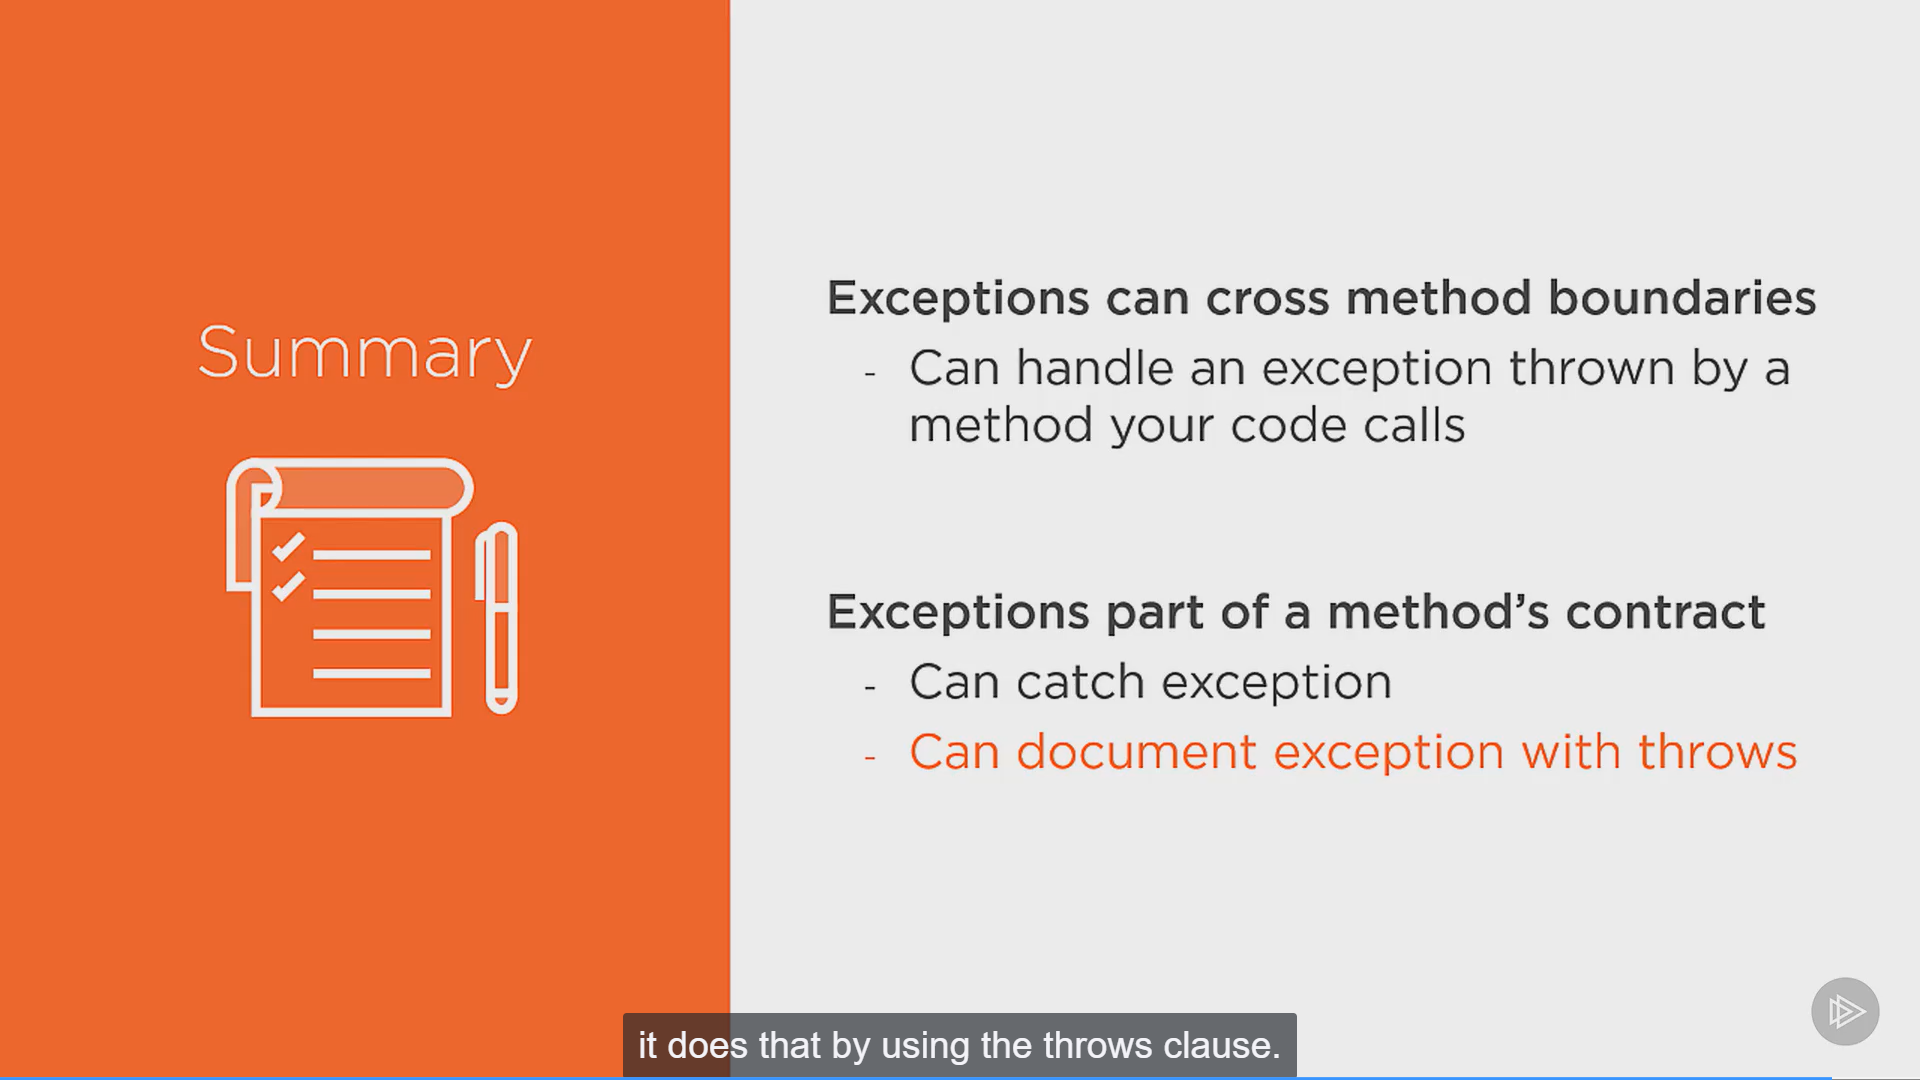 Summary
Exceptions can cross method boundaries
- Can handle an exception thrown by a
method your code calls
Exceptions part of a method’s contract
- Can catch exception
- Can document exception with throws
it does that by using the throws clause.